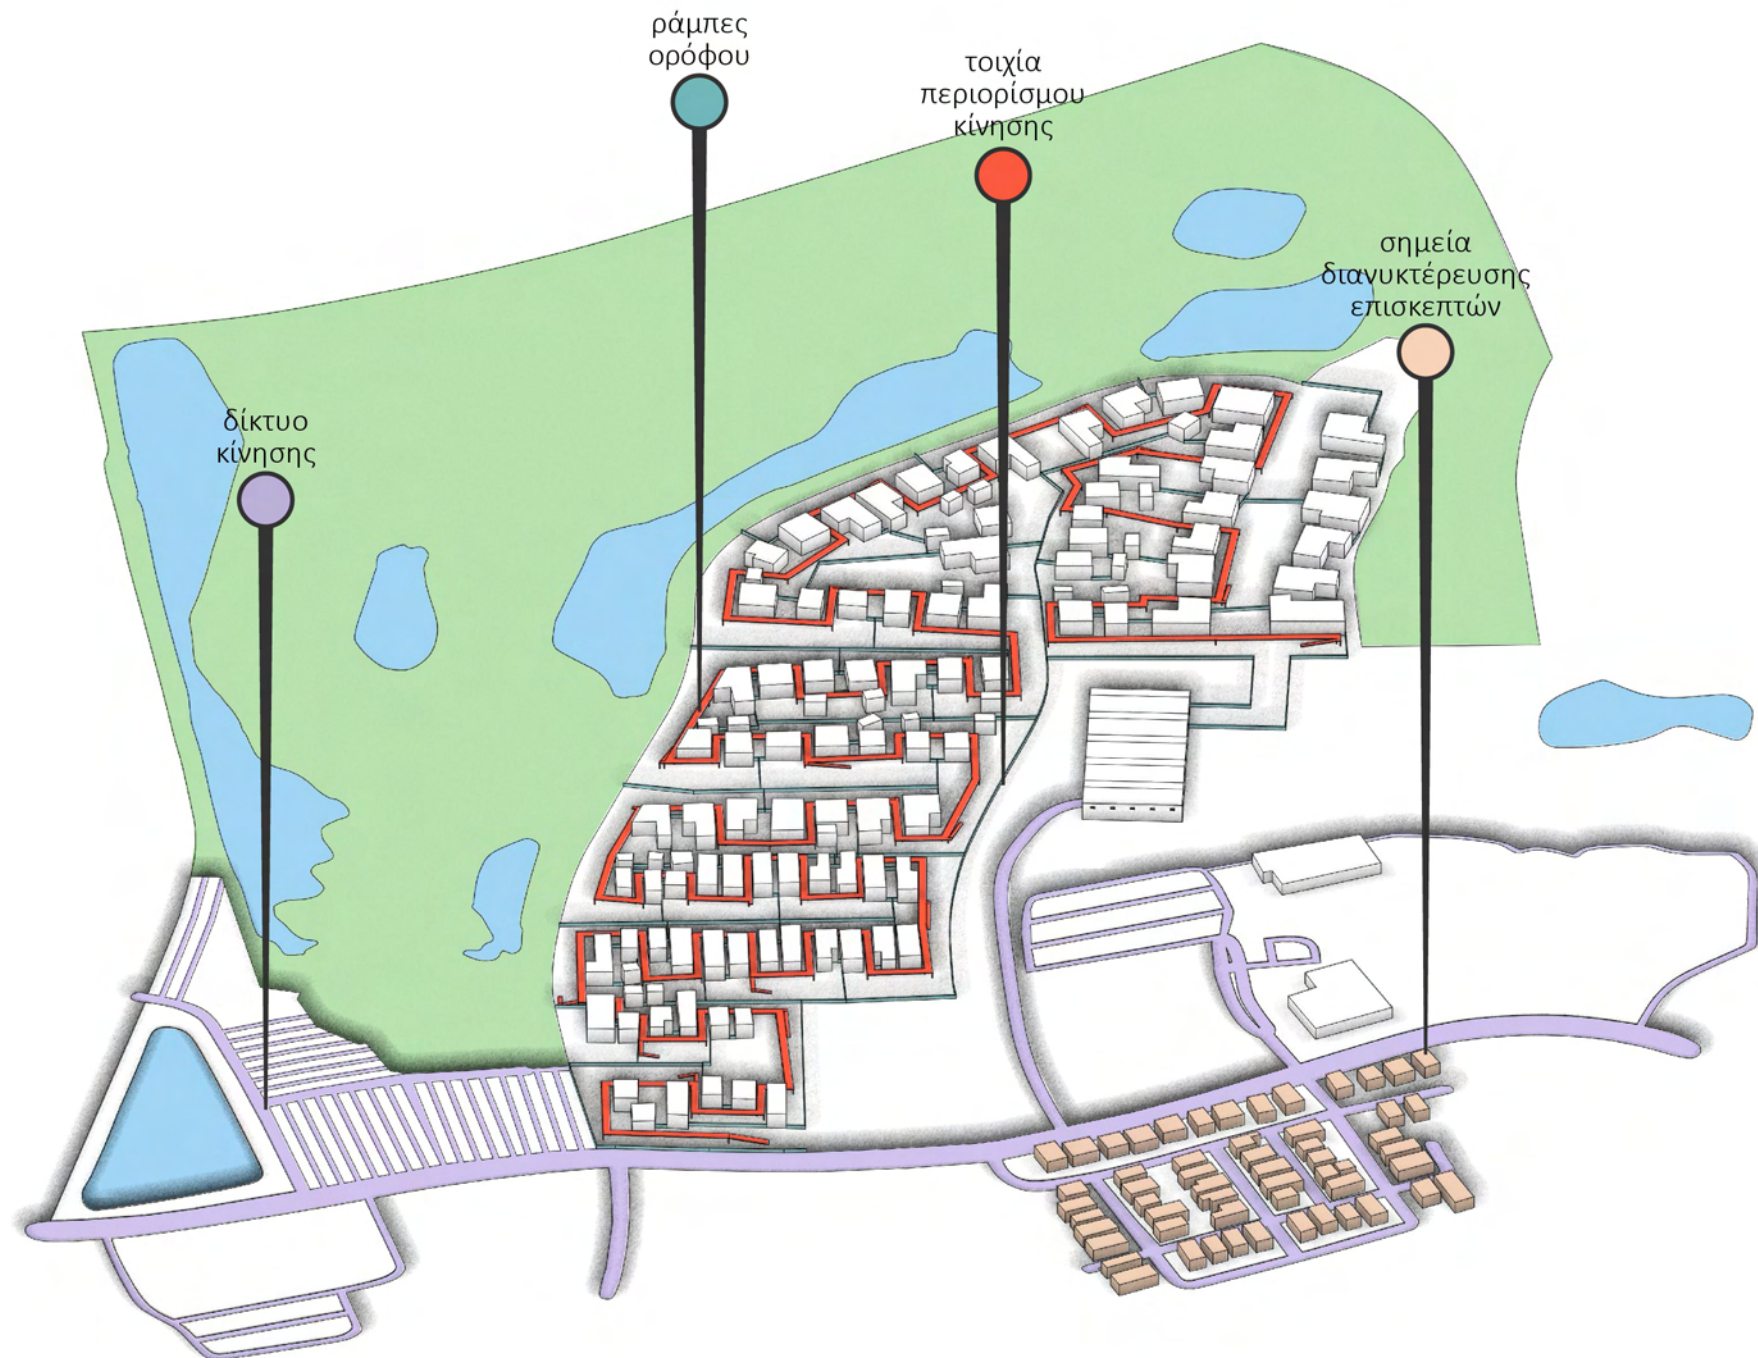 ράμπες
ορόφου
τοιχία
περιορίσμου
κίνησης
σημεία
διανυκτέρευσης
επισκεπτών
δίκτυο
κίνησης